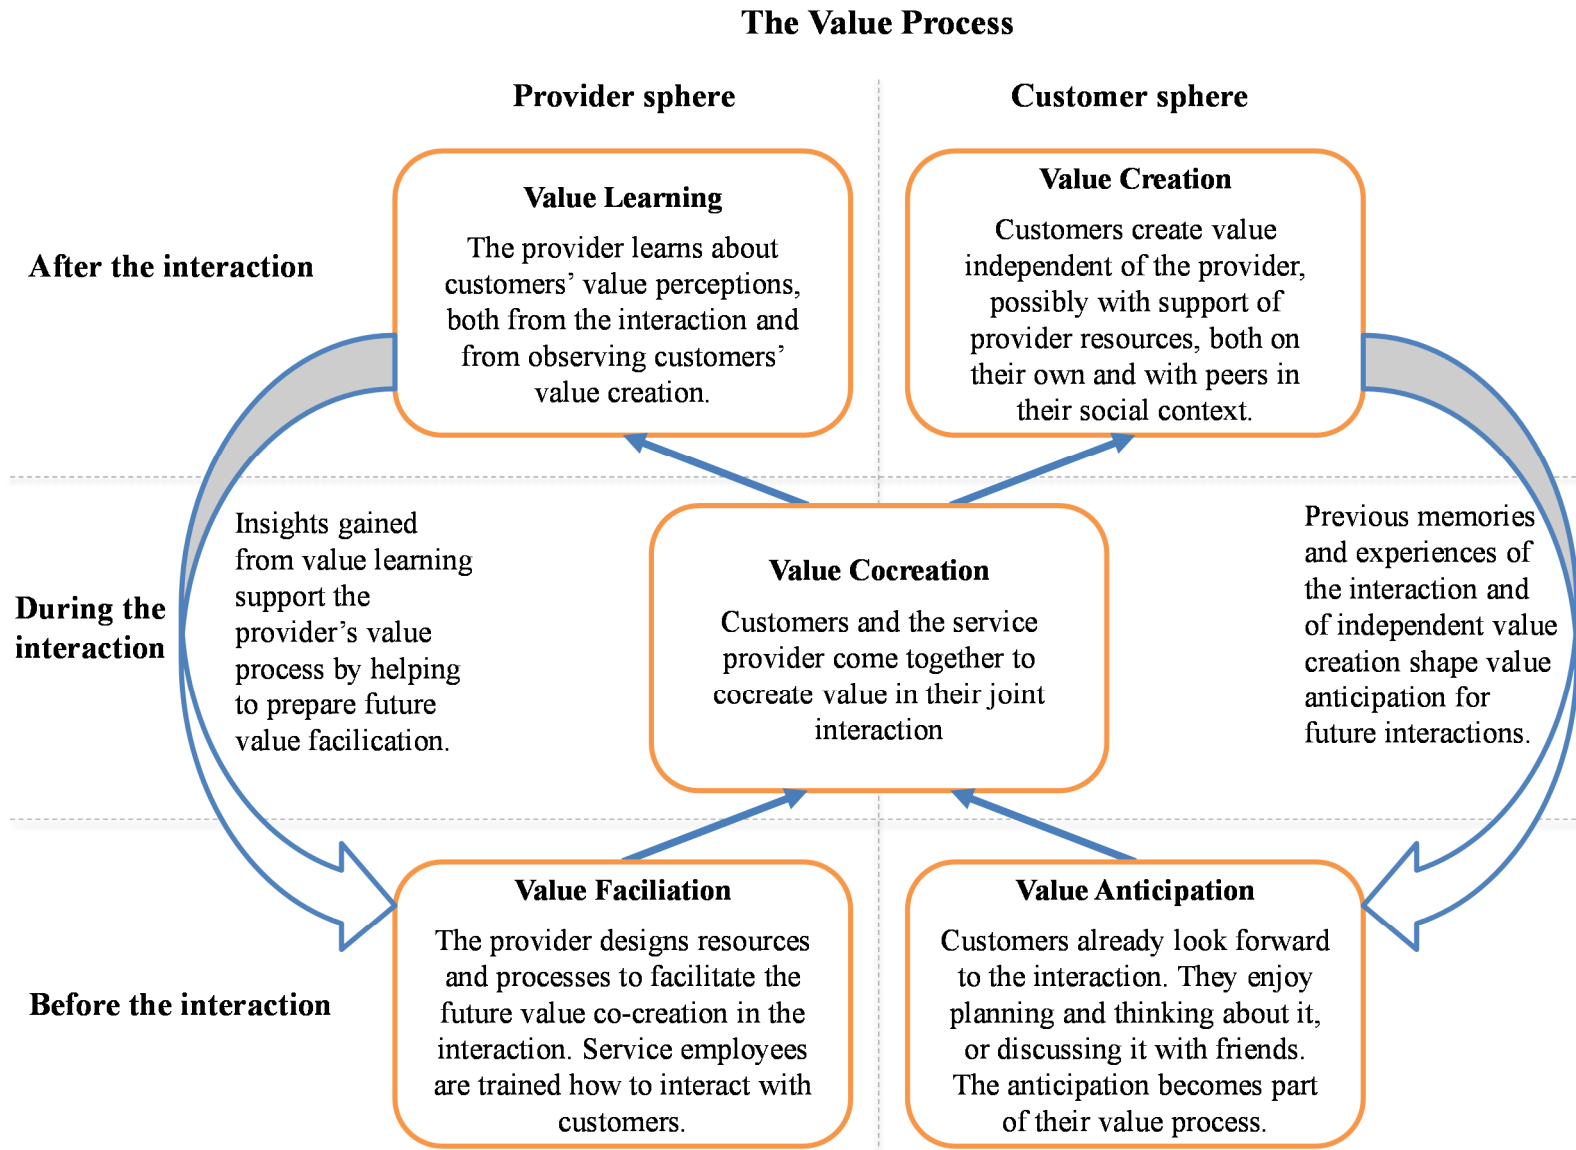 The Value Process
Provider sphere
Customer sphere
After the interaction
Value Learning
The provider learns about
customers’ value perceptions,
both from the interaction and
from observing customers’
value creation.
Value Creation
Customers create value
independent of the provider,
possibly with support of
provider resources, both on
their own and with peers in
their social context.
During the
interaction
Insights gained
from value learning
support the
provider’s value
process by helping
to prepare future
value facilication.
Value Cocreation
Customers and the service
provider come together to
cocreate value in their joint
interaction
Previous memories
and experiences of
the interaction and
of independent value
creation shape value
anticipation for
future interactions.
Before the interaction
Value Faciliation
The provider designs resources
and processes to facilitate the
future value co-creation in the
interaction. Service employees
are trained how to interact with
customers.
Value Anticipation
Customers already look forward
to the interaction. They enjoy
planning and thinking about it,
or discussing it with friends.
The anticipation becomes part
of their value process.